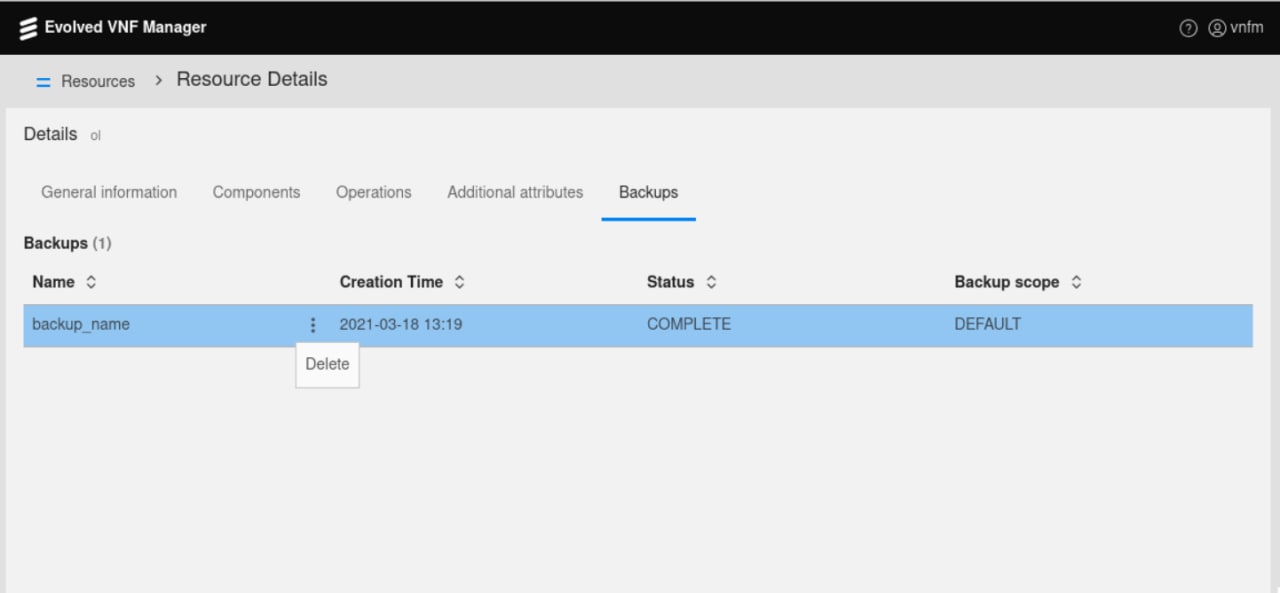 Evolved VNF Manager
vnfm
Resources > Resource Details
Details ol
General information Components Operations Additional attributes Backups
Backups (1)
Name Creation Time Status Backup scope
backup_name 2021-03-18 13:19 COMPLETE DEFAULT
Delete